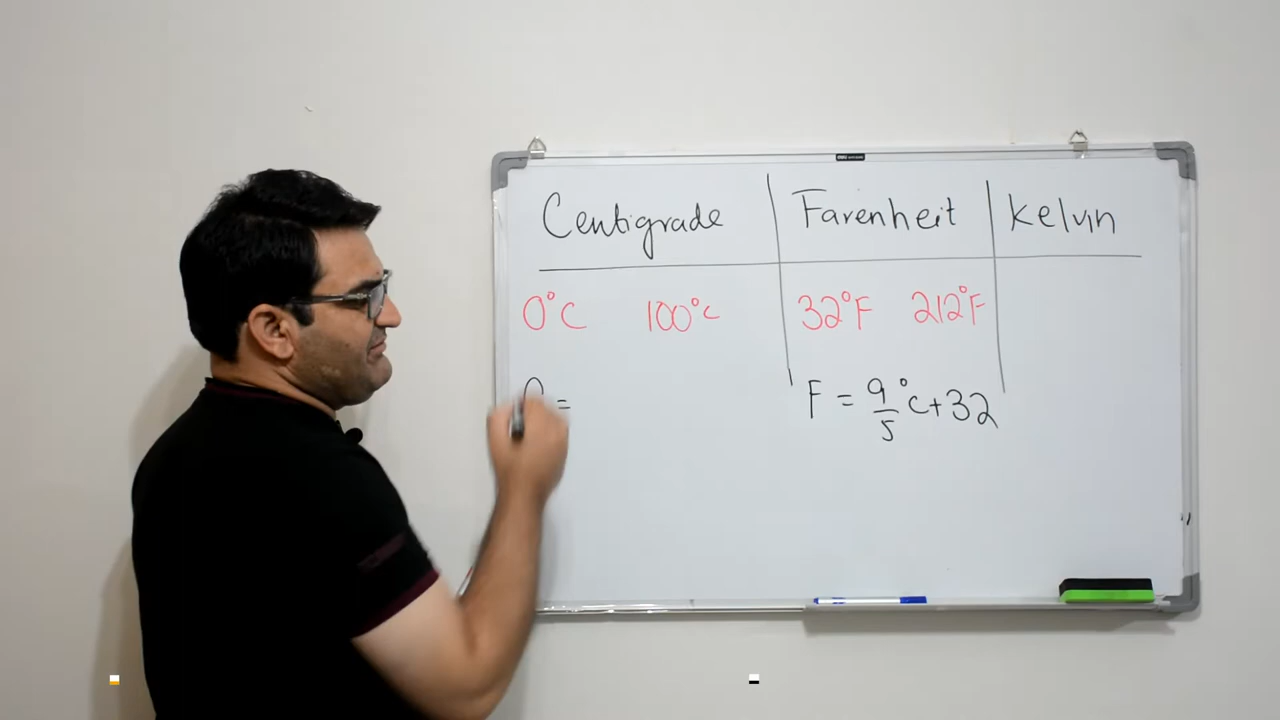 Centigrade Farenheit Kelvin
0°C 100°C 32°F 212°F
= F = 9/5 °C + 32